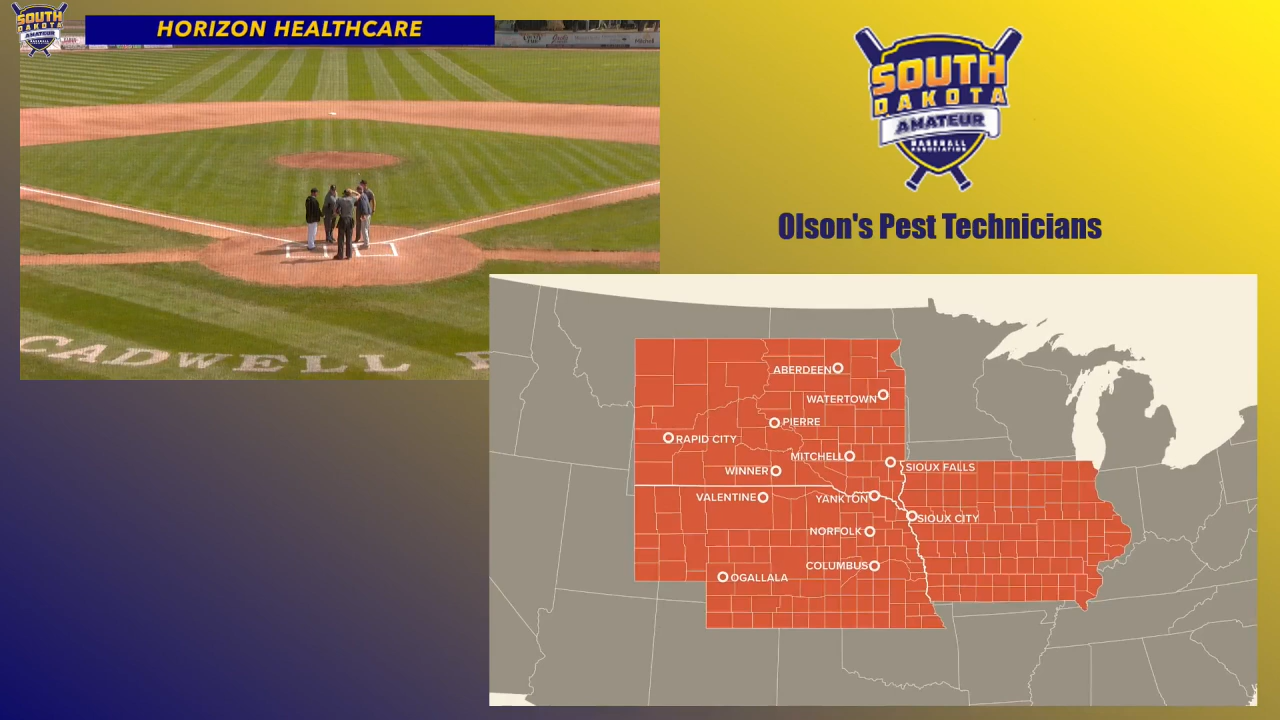 SOUTH
DAKOTA
AMATEUR
HORIZON HEALTHCARE
Mitchell
CADWELL
SOUTH
DAKOTA
AMATEUR
BASEBALL
ASSOCIATION
Olson's Pest Technicians
ABERDEEN
WATERTOWN
PIERRE
RAPID CITY
MITCHELL
SIOUX FALLS
WINNER
VALENTINE
YANKTON
SIOUX CITY
NORFOLK
COLUMBUS
OGALLALA